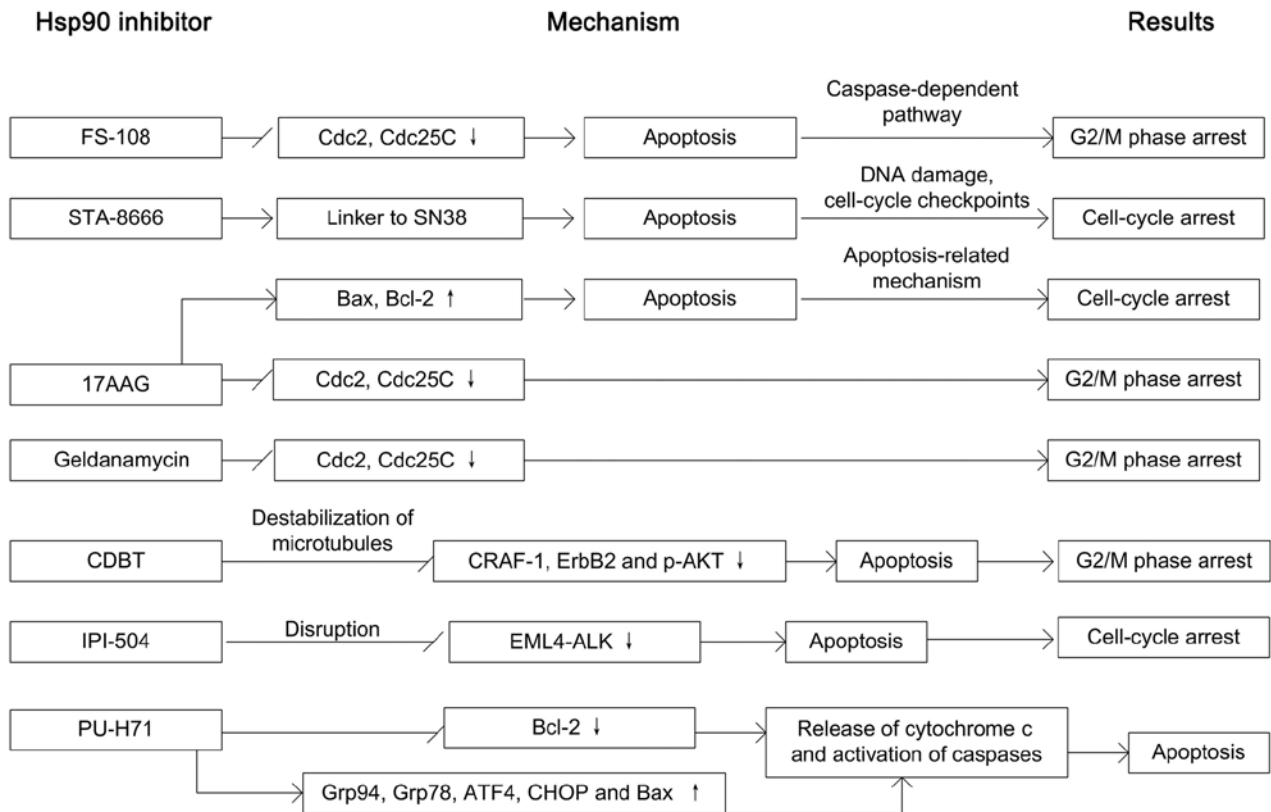 Hsp90 inhibitor
Mechanism
Results
Caspase-dependent
pathway
FS-108
Cdc2, Cdc25C ↓
Apoptosis
G2/M phase arrest
DNA damage,
cell-cycle checkpoints
STA-8666
Linker to SN38
Apoptosis
Cell-cycle arrest
Apoptosis-related
mechanism
Bax, Bcl-2 ↑
Apoptosis
Cell-cycle arrest
17AAG
Cdc2, Cdc25C ↓
G2/M phase arrest
Geldanamycin
Cdc2, Cdc25C ↓
G2/M phase arrest
Destabilization of
microtubules
CDBT
CRAF-1, ErbB2 and p-AKT ↓
Apoptosis
G2/M phase arrest
IPI-504
Disruption
EML4-ALK ↓
Apoptosis
Cell-cycle arrest
PU-H71
Bcl-2 ↓
Release of cytochrome c
and activation of caspases
Apoptosis
Grp94, Grp78, ATF4, CHOP and Bax ↑